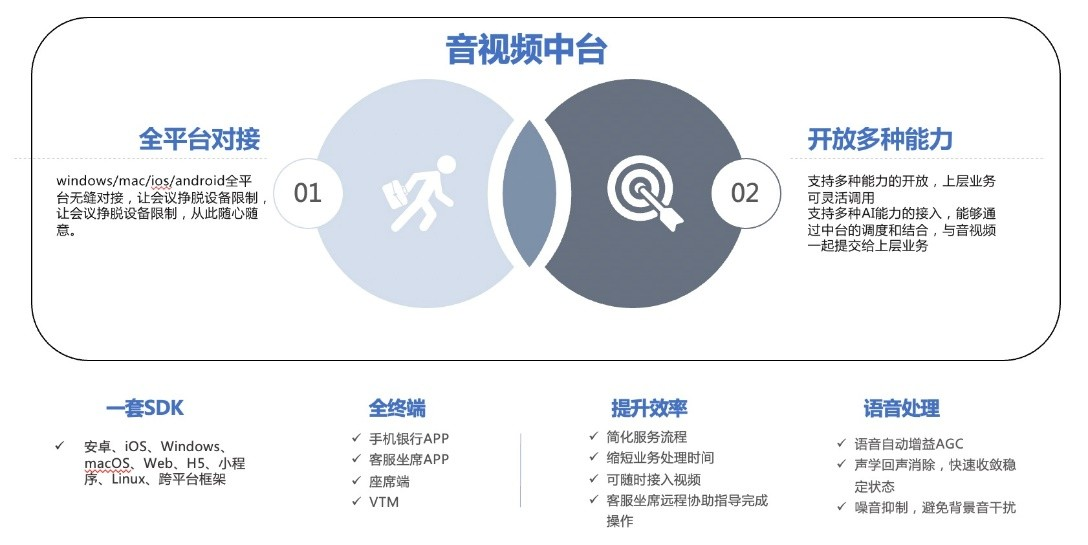 音视频中台
全平台对接
windows/mac/ios/android全平
台无缝对接，让会议挣脱设备限制，
让会议挣脱设备限制，从此随心随
意。
01
02
开放多种能力
支持多种能力的开放，上层业务
可灵活调用
支持多种AI能力的接入，能够通
过中台的调度和结合，与音视频
一起提交给上层业务
一套SDK
✓ 安卓、iOS、Windows、
macOS、Web、H5、小程
序、Linux、跨平台框架
全终端
✓ 手机银行APP
✓ 客服坐席APP
✓ 座席端
✓ VTM
提升效率
✓ 简化服务流程
✓ 缩短业务处理时间
✓ 可随时接入视频
✓ 客服坐席远程协助指导完成
操作
语音处理
✓ 语音自动增益AGC
✓ 声学回声消除，快速收敛稳
定状态
✓ 噪音抑制，避免背景音干扰